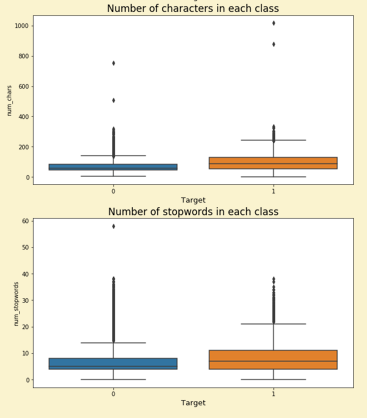 Number of characters in each class
1000
800
600
400
200
0
num_chars
0 1
Target
Number of stopwords in each class
60
50
40
30
20
10
0
num_stopwords
0 1
Target